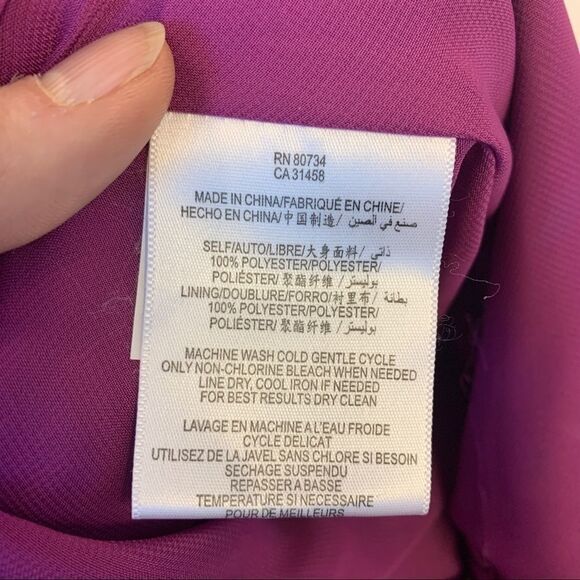 RN 80734
CA 31458
MADE IN CHINA/FABRIQUÉ EN CHINE/
HECHO EN CHINA/中国制造/ صنع في الصين
SELF/AUTO/LIBRE/大身面料/ ذاتي
100% POLYESTER/POLYESTER/
POLIÉSTER/ 聚酯纤维 /بوليستر
LINING/DOUBLURE/FORRO/衬里布/ بطانة
100% POLYESTER/POLYESTER/
POLIÉSTER/ 聚酯纤维 /بوليستر
MACHINE WASH COLD GENTLE CYCLE
ONLY NON-CHLORINE BLEACH WHEN NEEDED
LINE DRY, COOL IRON IF NEEDED
FOR BEST RESULTS DRY CLEAN
LAVAGE EN MACHINE A L'EAU FROIDE
CYCLE DELICAT
UTILISEZ DE LA JAVEL SANS CHLORE SI BESOIN
SECHAGE SUSPENDU
REPASSER A BASSE
TEMPERATURE SI NECESSAIRE
POUR DE MEILLEURS